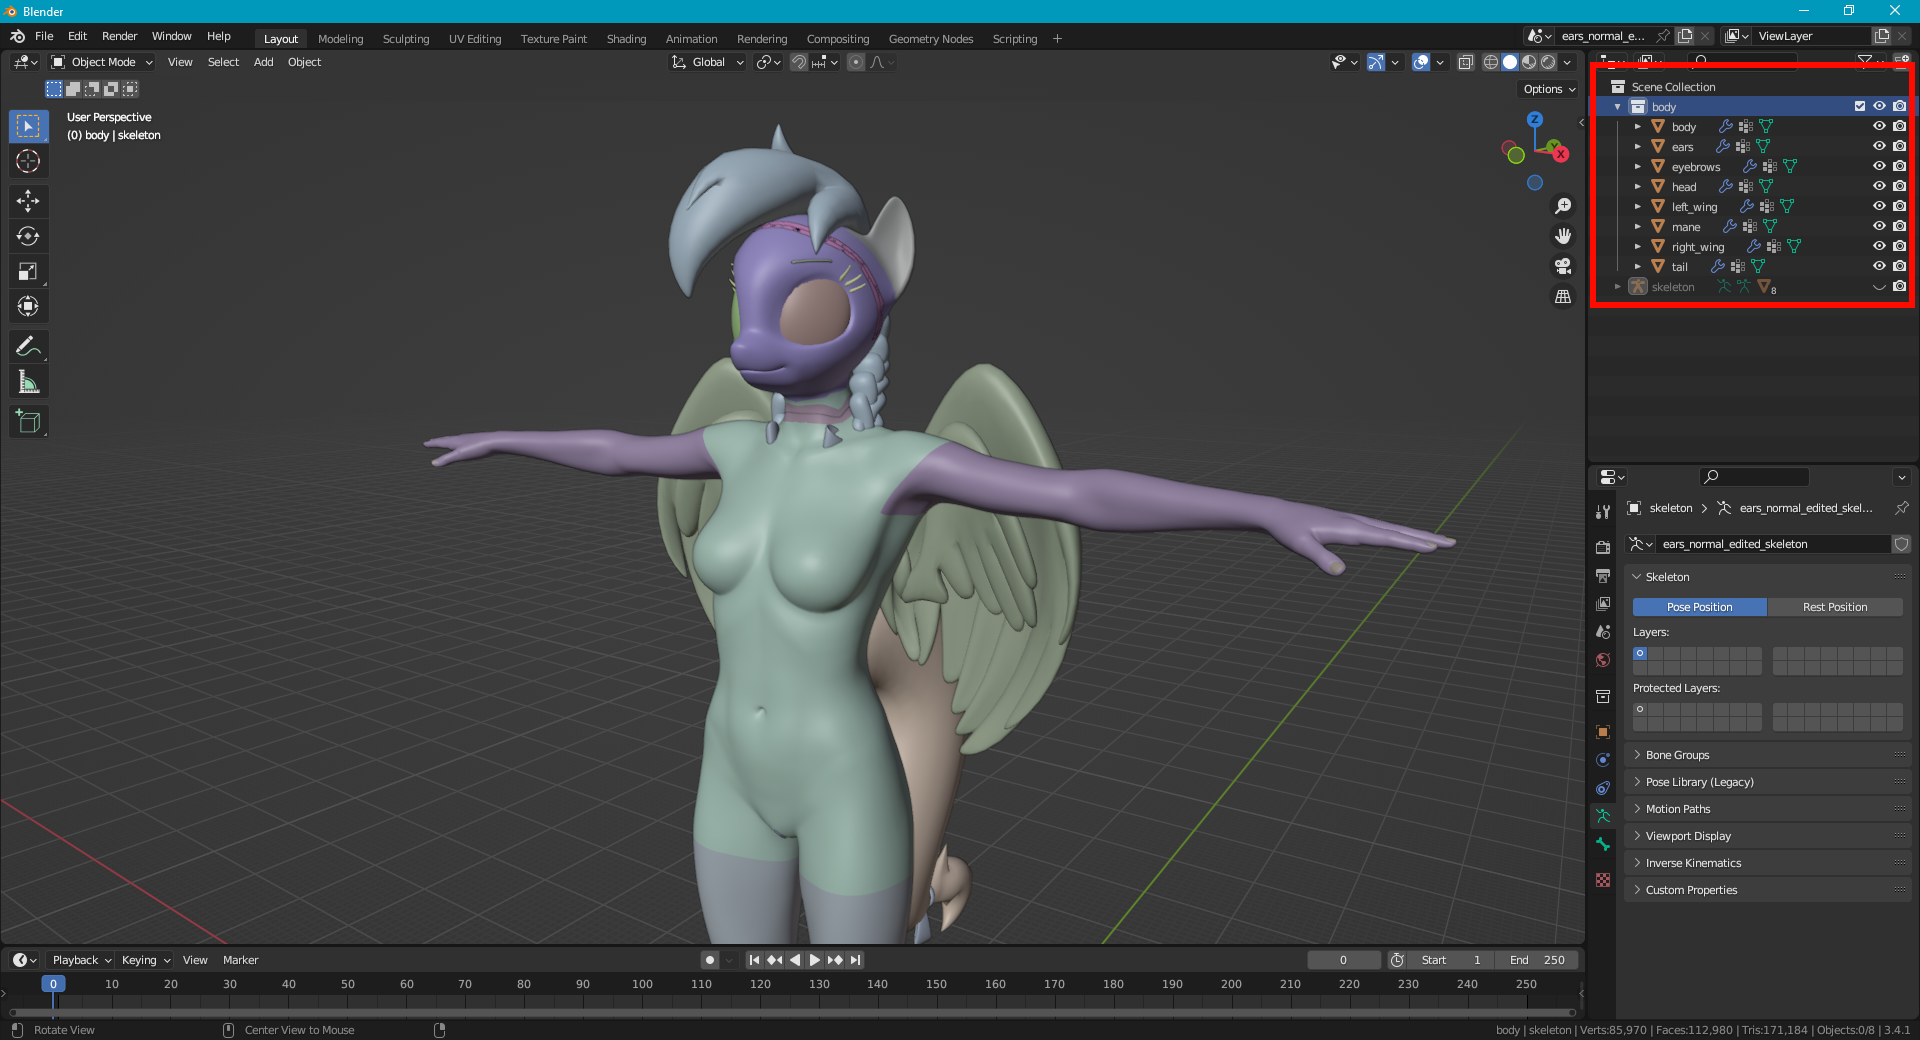 Blender
File Edit Render Window Help
Layout Modeling Sculpting UV Editing Texture Paint Shading Animation Rendering Compositing Geometry Nodes Scripting +
ears_normal_e...
ViewLayer
Object Mode View Select Add Object
Global
Options
User Perspective
(0) body | skeleton
Z
Y
X
Scene Collection
body
body
ears
eyebrows
head
left_wing
mane
right_wing
tail
skeleton 8
skeleton > ears_normal_edited_skel...
ears_normal_edited_skeleton
Skeleton
Pose Position Rest Position
Layers:
Protected Layers:
Bone Groups
Pose Library (Legacy)
Motion Paths
Viewport Display
Inverse Kinematics
Custom Properties
Playback Keying View Marker
0 Start 1 End 250
0 10 20 30 40 50 60 70 80 90 100 110 120 130 140 150 160 170 180 190 200 210 220 230 240 250
Rotate View Center View to Mouse
body | skeleton | Verts:85,970 | Faces:112,980 | Tris:171,184 | Objects:0/8 | 3.4.1